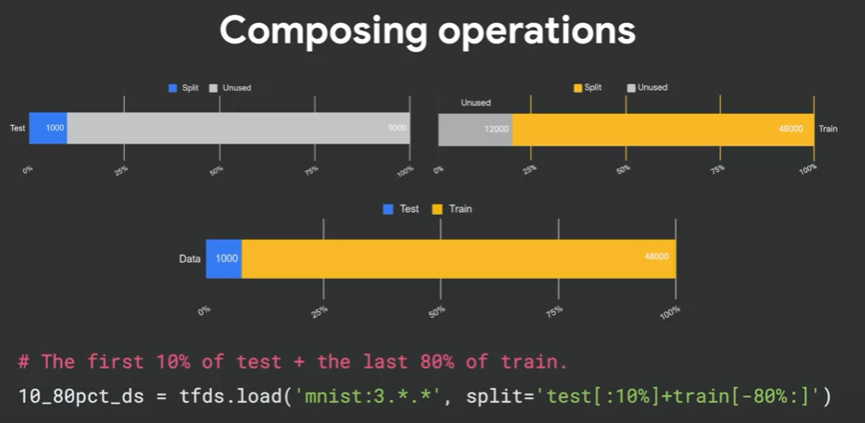 Composing operations
Split Unused
Test 1000 9000
0% 25% 50% 75% 100%
Split Unused
Unused
12000 48000 Train
0% 25% 50% 75% 100%
Test Train
Data 1000 48000
0% 25% 50% 75% 100%
# The first 10% of test + the last 80% of train.
10_80pct_ds = tfds.load('mnist:3.*.*', split='test[:10%]+train[-80%:]')